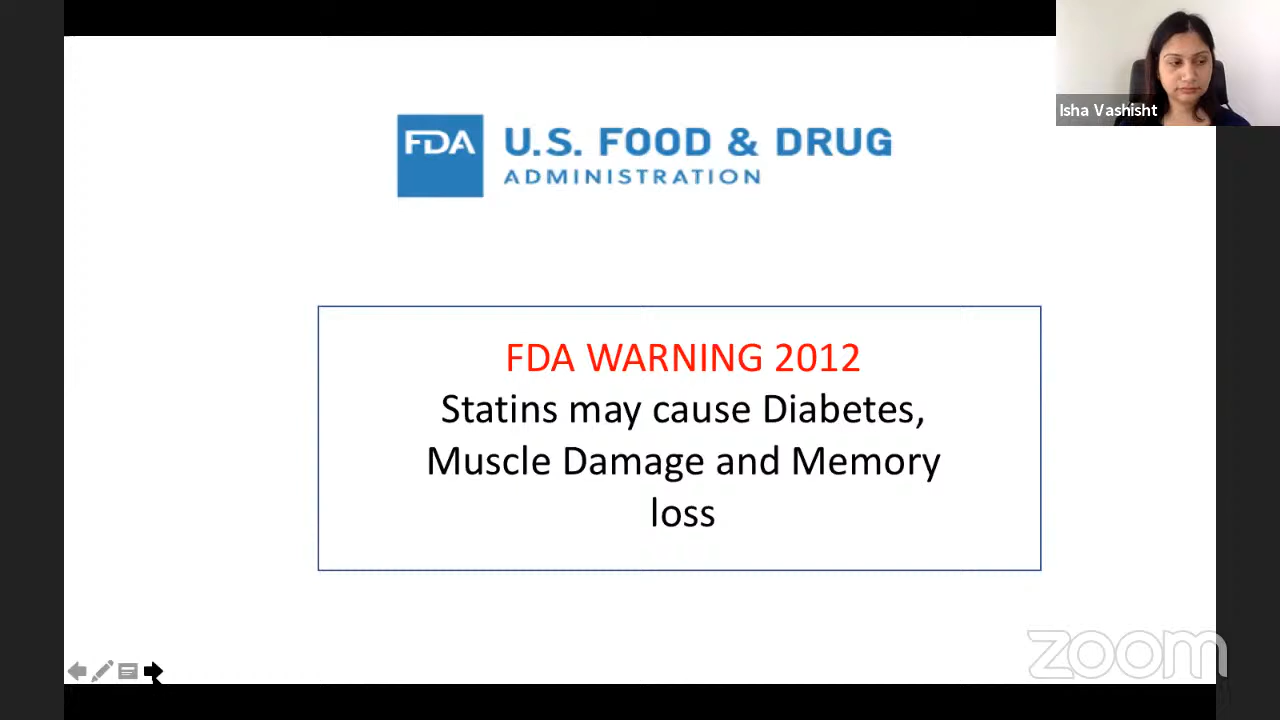 Isha Vashisht
FDA U.S. FOOD & DRUG
ADMINISTRATION
FDA WARNING 2012
Statins may cause Diabetes,
Muscle Damage and Memory
loss
zoom